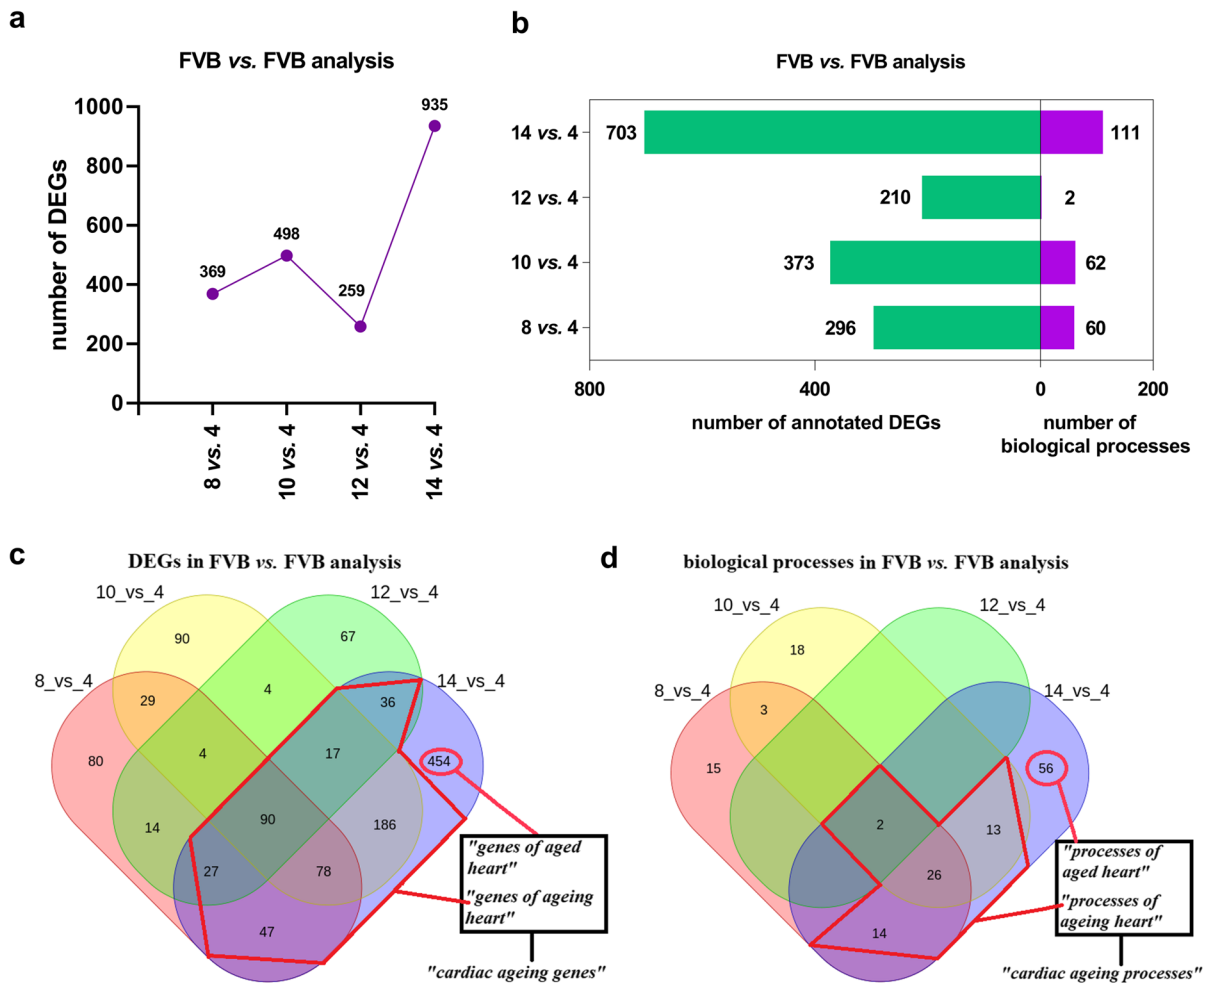 a
FVB vs. FVB analysis
number of DEGs
1000
800
600
400
200
0
369
498
259
935
8 vs. 4
10 vs. 4
12 vs. 4
14 vs. 4
b
FVB vs. FVB analysis
14 vs. 4
703
111
12 vs. 4
210
2
10 vs. 4
373
62
8 vs. 4
296
60
800
400
0
200
number of annotated DEGs
number of
biological processes
c
DEGs in FVB vs. FVB analysis
10_vs_4
12_vs_4
8_vs_4
14_vs_4
90
67
29
4
36
80
4
17
454
14
90
186
27
78
47
"genes of aged
heart"
"genes of ageing
heart"
"cardiac ageing genes"
d
biological processes in FVB vs. FVB analysis
10_vs_4
12_vs_4
8_vs_4
14_vs_4
18
3
15
56
2
13
26
14
"processes of
aged heart"
"processes of
ageing heart"
"cardiac ageing processes"